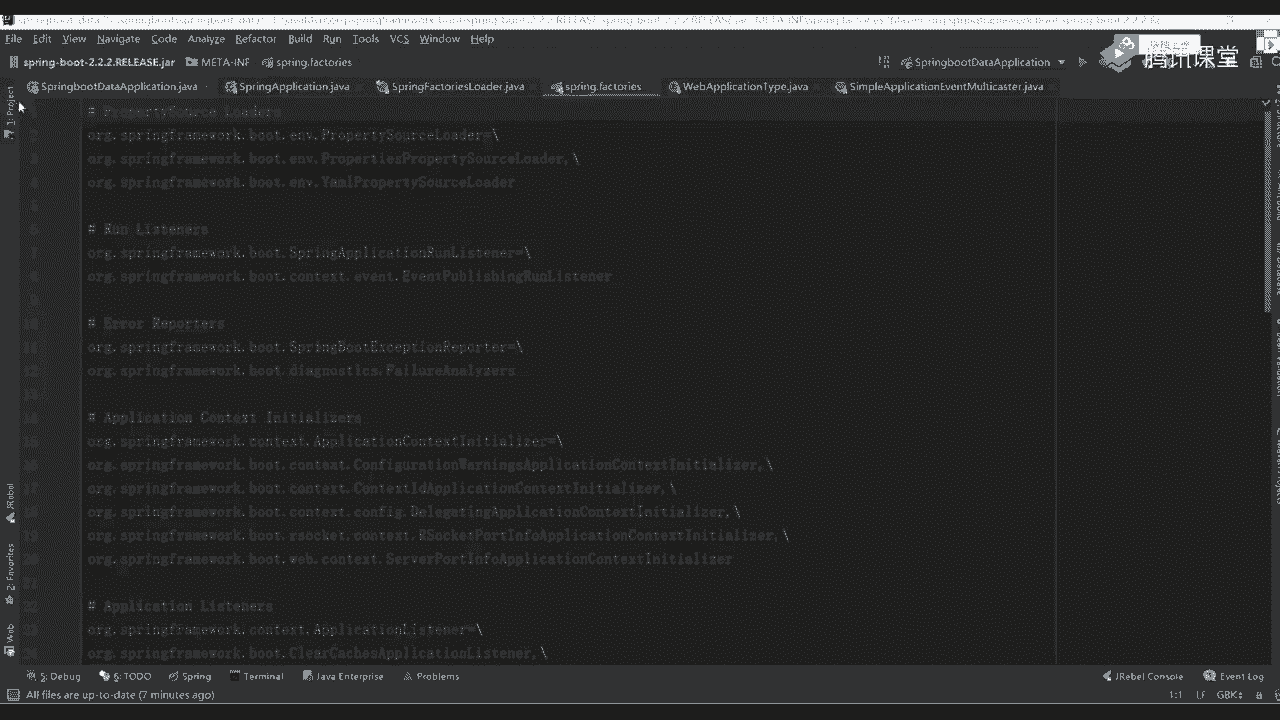 File Edit View Navigate Code Analyze Refactor Build Run Tools VCS Window Help
腾讯课堂
spring-boot-2.2.2.RELEASE.jar META-INF spring.factories SpringbootDataApplication
SpringbootDataApplication.java SpringApplication.java SpringFactoriesLoader.java spring.factories WebApplicationType.java SimpleApplicationEventMulticaster.java
1: Project
# PropertySource Loaders
org.springframework.boot.env.PropertySourceLoader=\
org.springframework.boot.env.PropertiesPropertySourceLoader,\
org.springframework.boot.env.YamlPropertySourceLoader
# Run Listeners
org.springframework.boot.SpringApplicationRunListener=\
org.springframework.boot.context.event.EventPublishingRunListener
# Error Reporters
org.springframework.boot.SpringBootExceptionReporter=\
org.springframework.boot.diagnostics.FailureAnalyzers
# Application Context Initializers
org.springframework.context.ApplicationContextInitializer=\
org.springframework.boot.context.ConfigurationWarningsApplicationContextInitializer,\
org.springframework.boot.context.ContextIdApplicationContextInitializer,\
org.springframework.boot.context.config.DelegatingApplicationContextInitializer,\
org.springframework.boot.rsocket.context.RSocketPortInfoApplicationContextInitializer,\
org.springframework.boot.web.context.ServerPortInfoApplicationContextInitializer
# Application Listeners
org.springframework.context.ApplicationListener=\
org.springframework.boot.ClearCachesApplicationListener,\
JRebel
2: Favorites
Web
5: Debug 6: TODO Spring Terminal Java Enterprise Problems JRebel Console Event Log
All files are up-to-date (7 minutes ago) 1:1 LF GBK